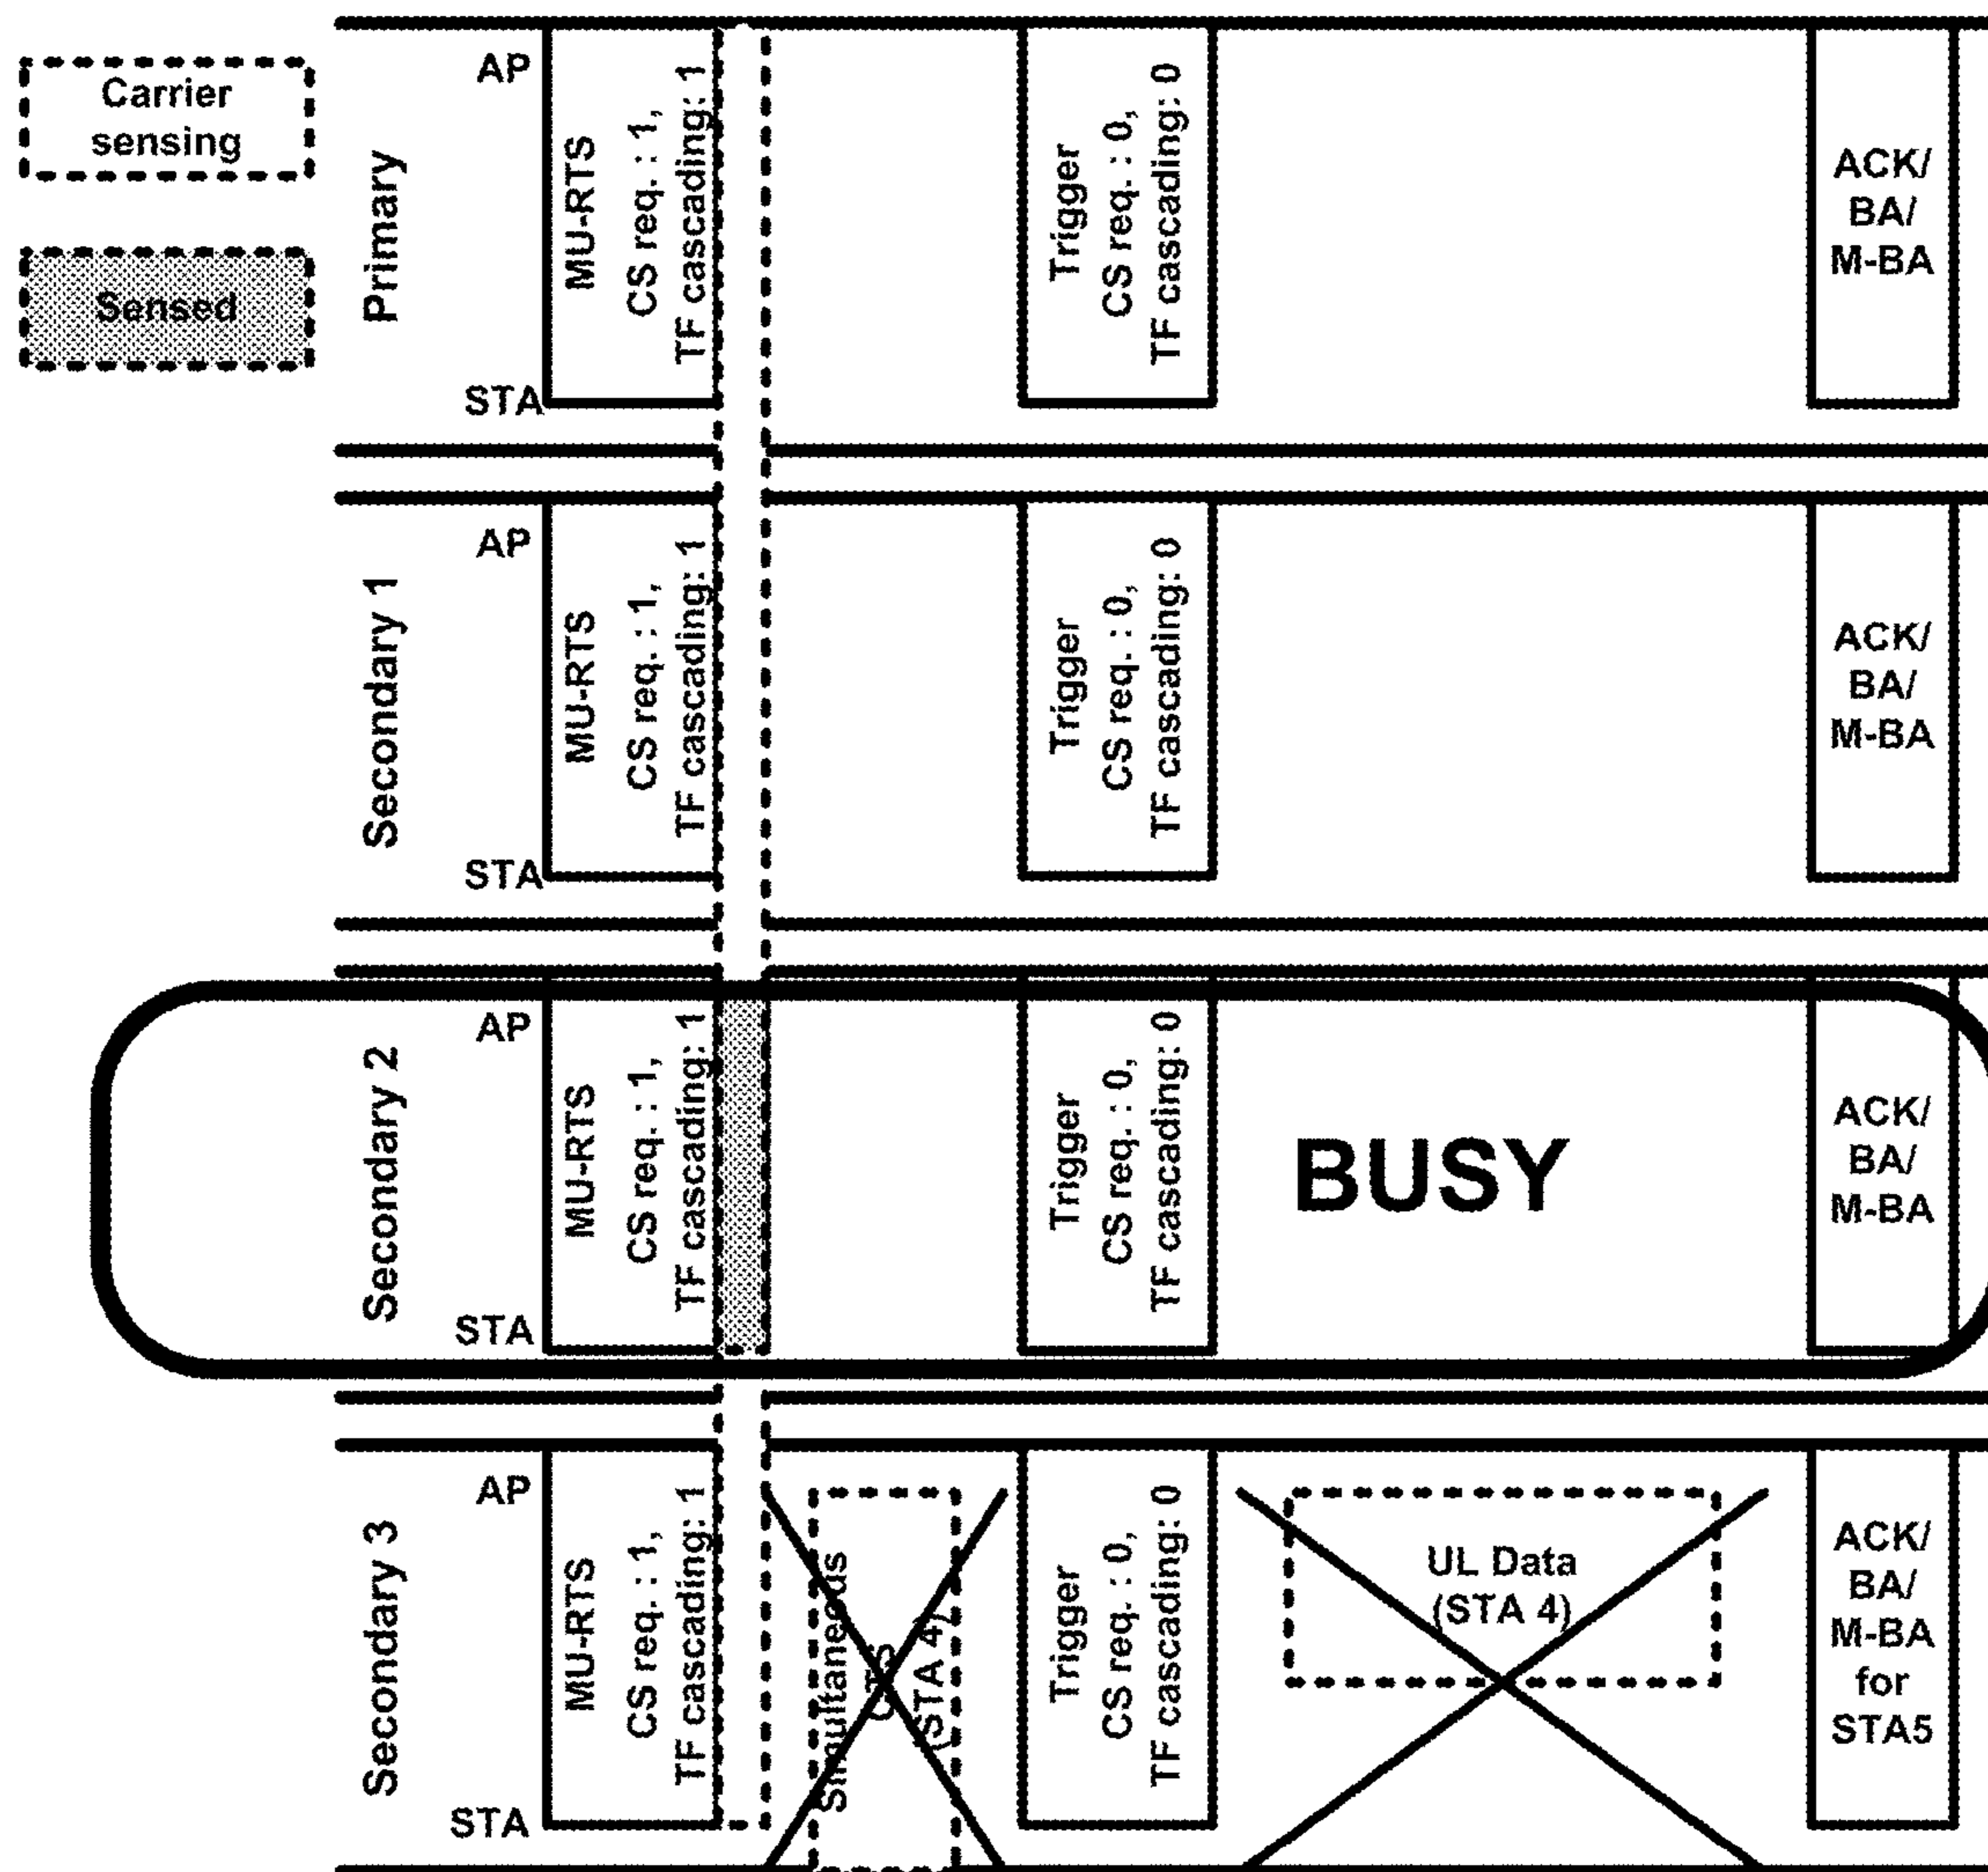 Carrier
sensing
Sensed
Primary
AP
STA
MU-RTS
CS req. : 1,
TF cascading: 1
Trigger
CS req. : 0,
TF cascading: 0
ACK/
BA/
M-BA
Secondary 1
AP
STA
MU-RTS
CS req. : 1,
TF cascading: 1
Trigger
CS req. : 0,
TF cascading: 0
ACK/
BA/
M-BA
Secondary 2
AP
STA
MU-RTS
CS req. : 1,
TF cascading: 1
Trigger
CS req. : 0,
TF cascading: 0
BUSY
ACK/
BA/
M-BA
Secondary 3
AP
STA
MU-RTS
CS req. : 1,
TF cascading: 1
Simultaneous
CTS
(STA 4)
Trigger
CS req. : 0,
TF cascading: 0
UL Data
(STA 4)
ACK/
BA/
M-BA
for
STA5